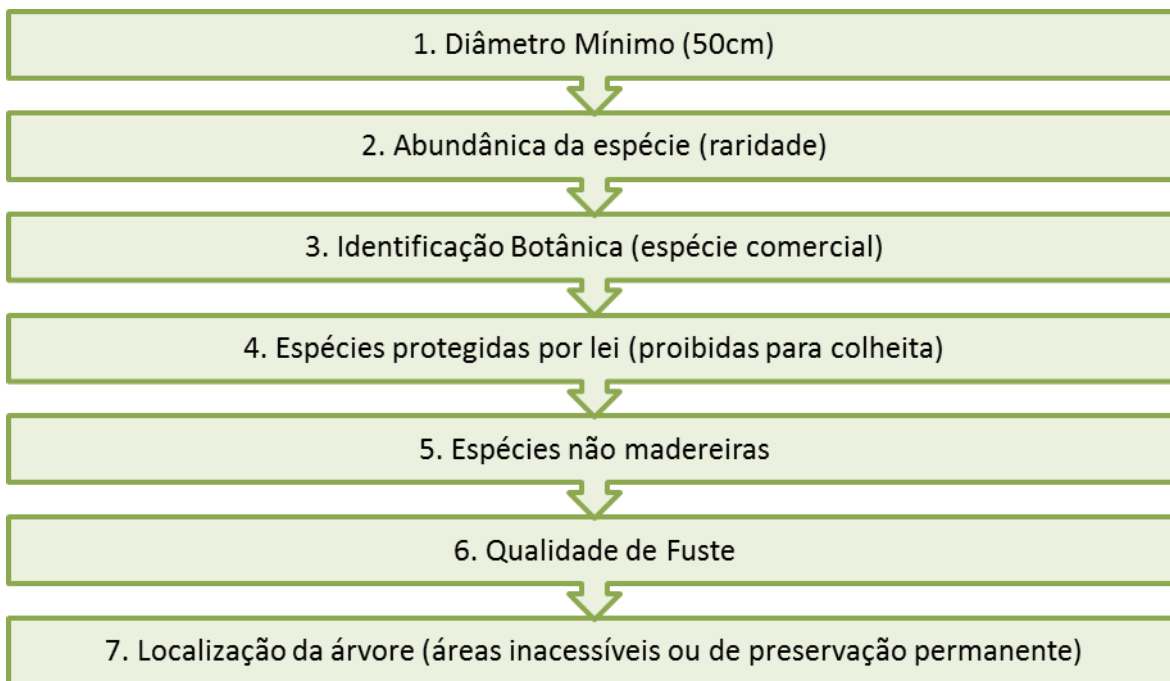 1. Diâmetro Mínimo (50cm)
2. Abundânica da espécie (raridade)
3. Identificação Botânica (espécie comercial)
4. Espécies protegidas por lei (proibidas para colheita)
5. Espécies não madereiras
6. Qualidade de Fuste
7. Localização da árvore (áreas inacessíveis ou de preservação permanente)